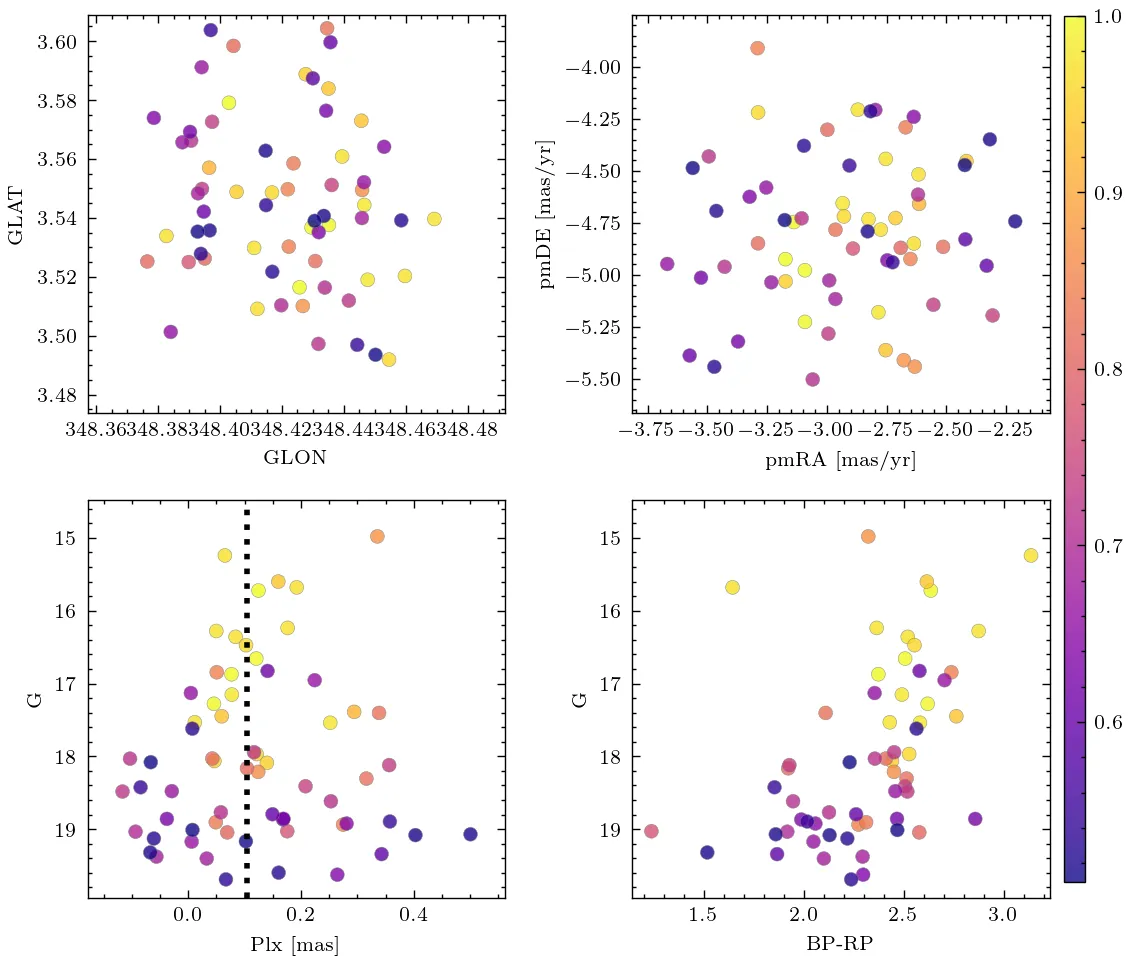 3.60
3.58
3.56
3.54
3.52
3.50
3.48
GLAT
348.36348.38348.40348.42348.43348.46348.48
GLON
−4.00
−4.25
−4.50
−4.75
−5.00
−5.25
−5.50
pmDE [mas/yr]
−3.75 −3.50 −3.25 −3.00 −2.75 −2.50 −2.25
pmRA [mas/yr]
1.0
0.9
0.8
0.7
0.6
15
16
17
18
19
G
0.0 0.2 0.4
Plx [mas]
15
16
17
18
19
G
1.5 2.0 2.5 3.0
BP-RP